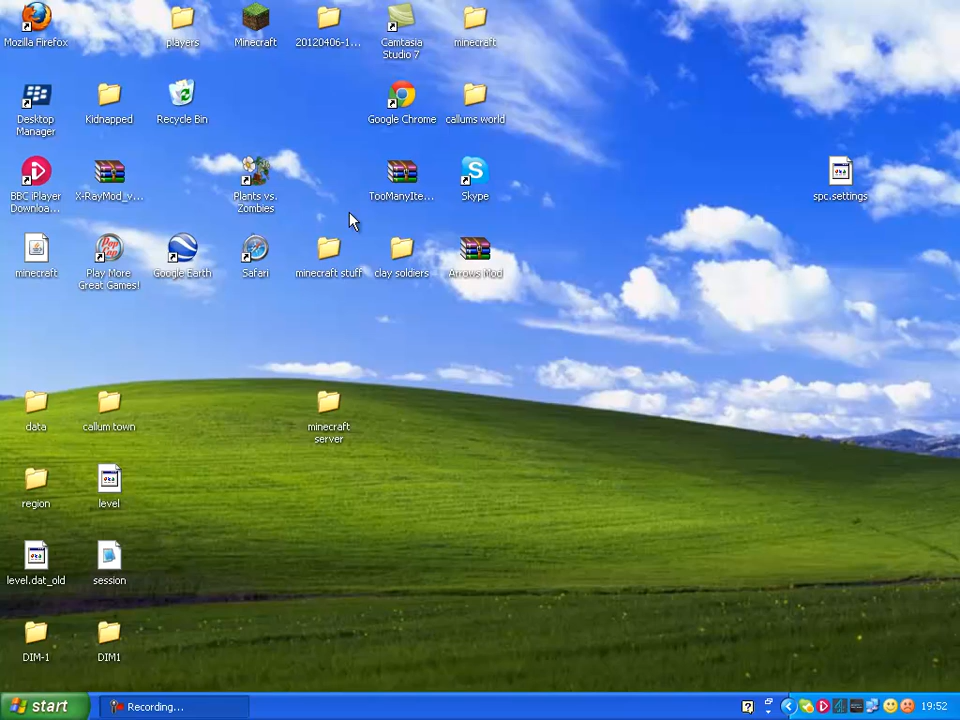 Mozilla Firefox
players
Minecraft
20120406-1...
Camtasia
Studio 7
minecraft
Desktop
Manager
Kidnapped
Recycle Bin
Google Chrome
callums world
BBC iPlayer
Downloa...
X-RayMod_v...
Plants vs.
Zombies
TooManyIte...
Skype
spc.settings
minecraft
Play More
Great Games!
Google Earth
Safari
minecraft stuff
clay soldiers
Arrows Mod
data
callum town
minecraft
server
region
level
level.dat_old
session
DIM-1
DIM1
start
Recording...
19:52